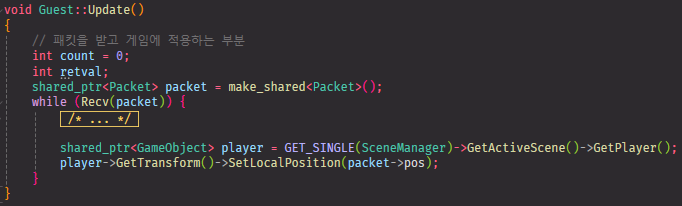 void Guest::Update()
{
    // 패킷을 받고 게임에 적용하는 부분
    int count = 0;
    int retval;
    shared_ptr<Packet> packet = make_shared<Packet>();
    while (Recv(packet)) {
        /* ... */

        shared_ptr<GameObject> player = GET_SINGLE(SceneManager)->GetActiveScene()->GetPlayer();
        player->GetTransform()->SetLocalPosition(packet->pos);
    }
}